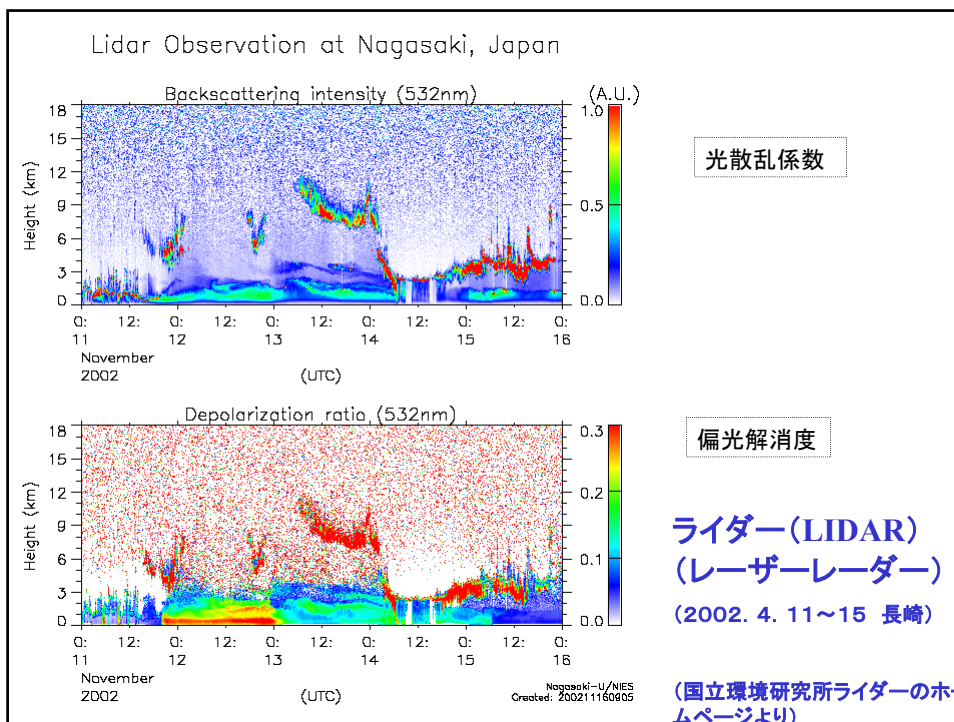 Lidar Observation at Nagasaki, Japan
Backscattering intensity (532nm)
(A.U.)
18
15
12
9
6
3
0
Height (km)
1.0
0.5
0.0
0: 12: 0: 12: 0: 12: 0: 12: 0: 12: 0:
11 12 13 14 15 16
November
2002
(UTC)
光散乱係数
Depolarization ratio (532nm)
18
15
12
9
6
3
0
Height (km)
0.3
0.2
0.1
0.0
0: 12: 0: 12: 0: 12: 0: 12: 0: 12: 0:
11 12 13 14 15 16
November
2002
(UTC)
Nagasaki-U/NIES
Created: 200211160905
偏光解消度
ライダー(LIDAR)
(レーザーレーダー)
(2002. 4. 11~15 長崎)
(国立環境研究所ライダーのホー
ムページより)